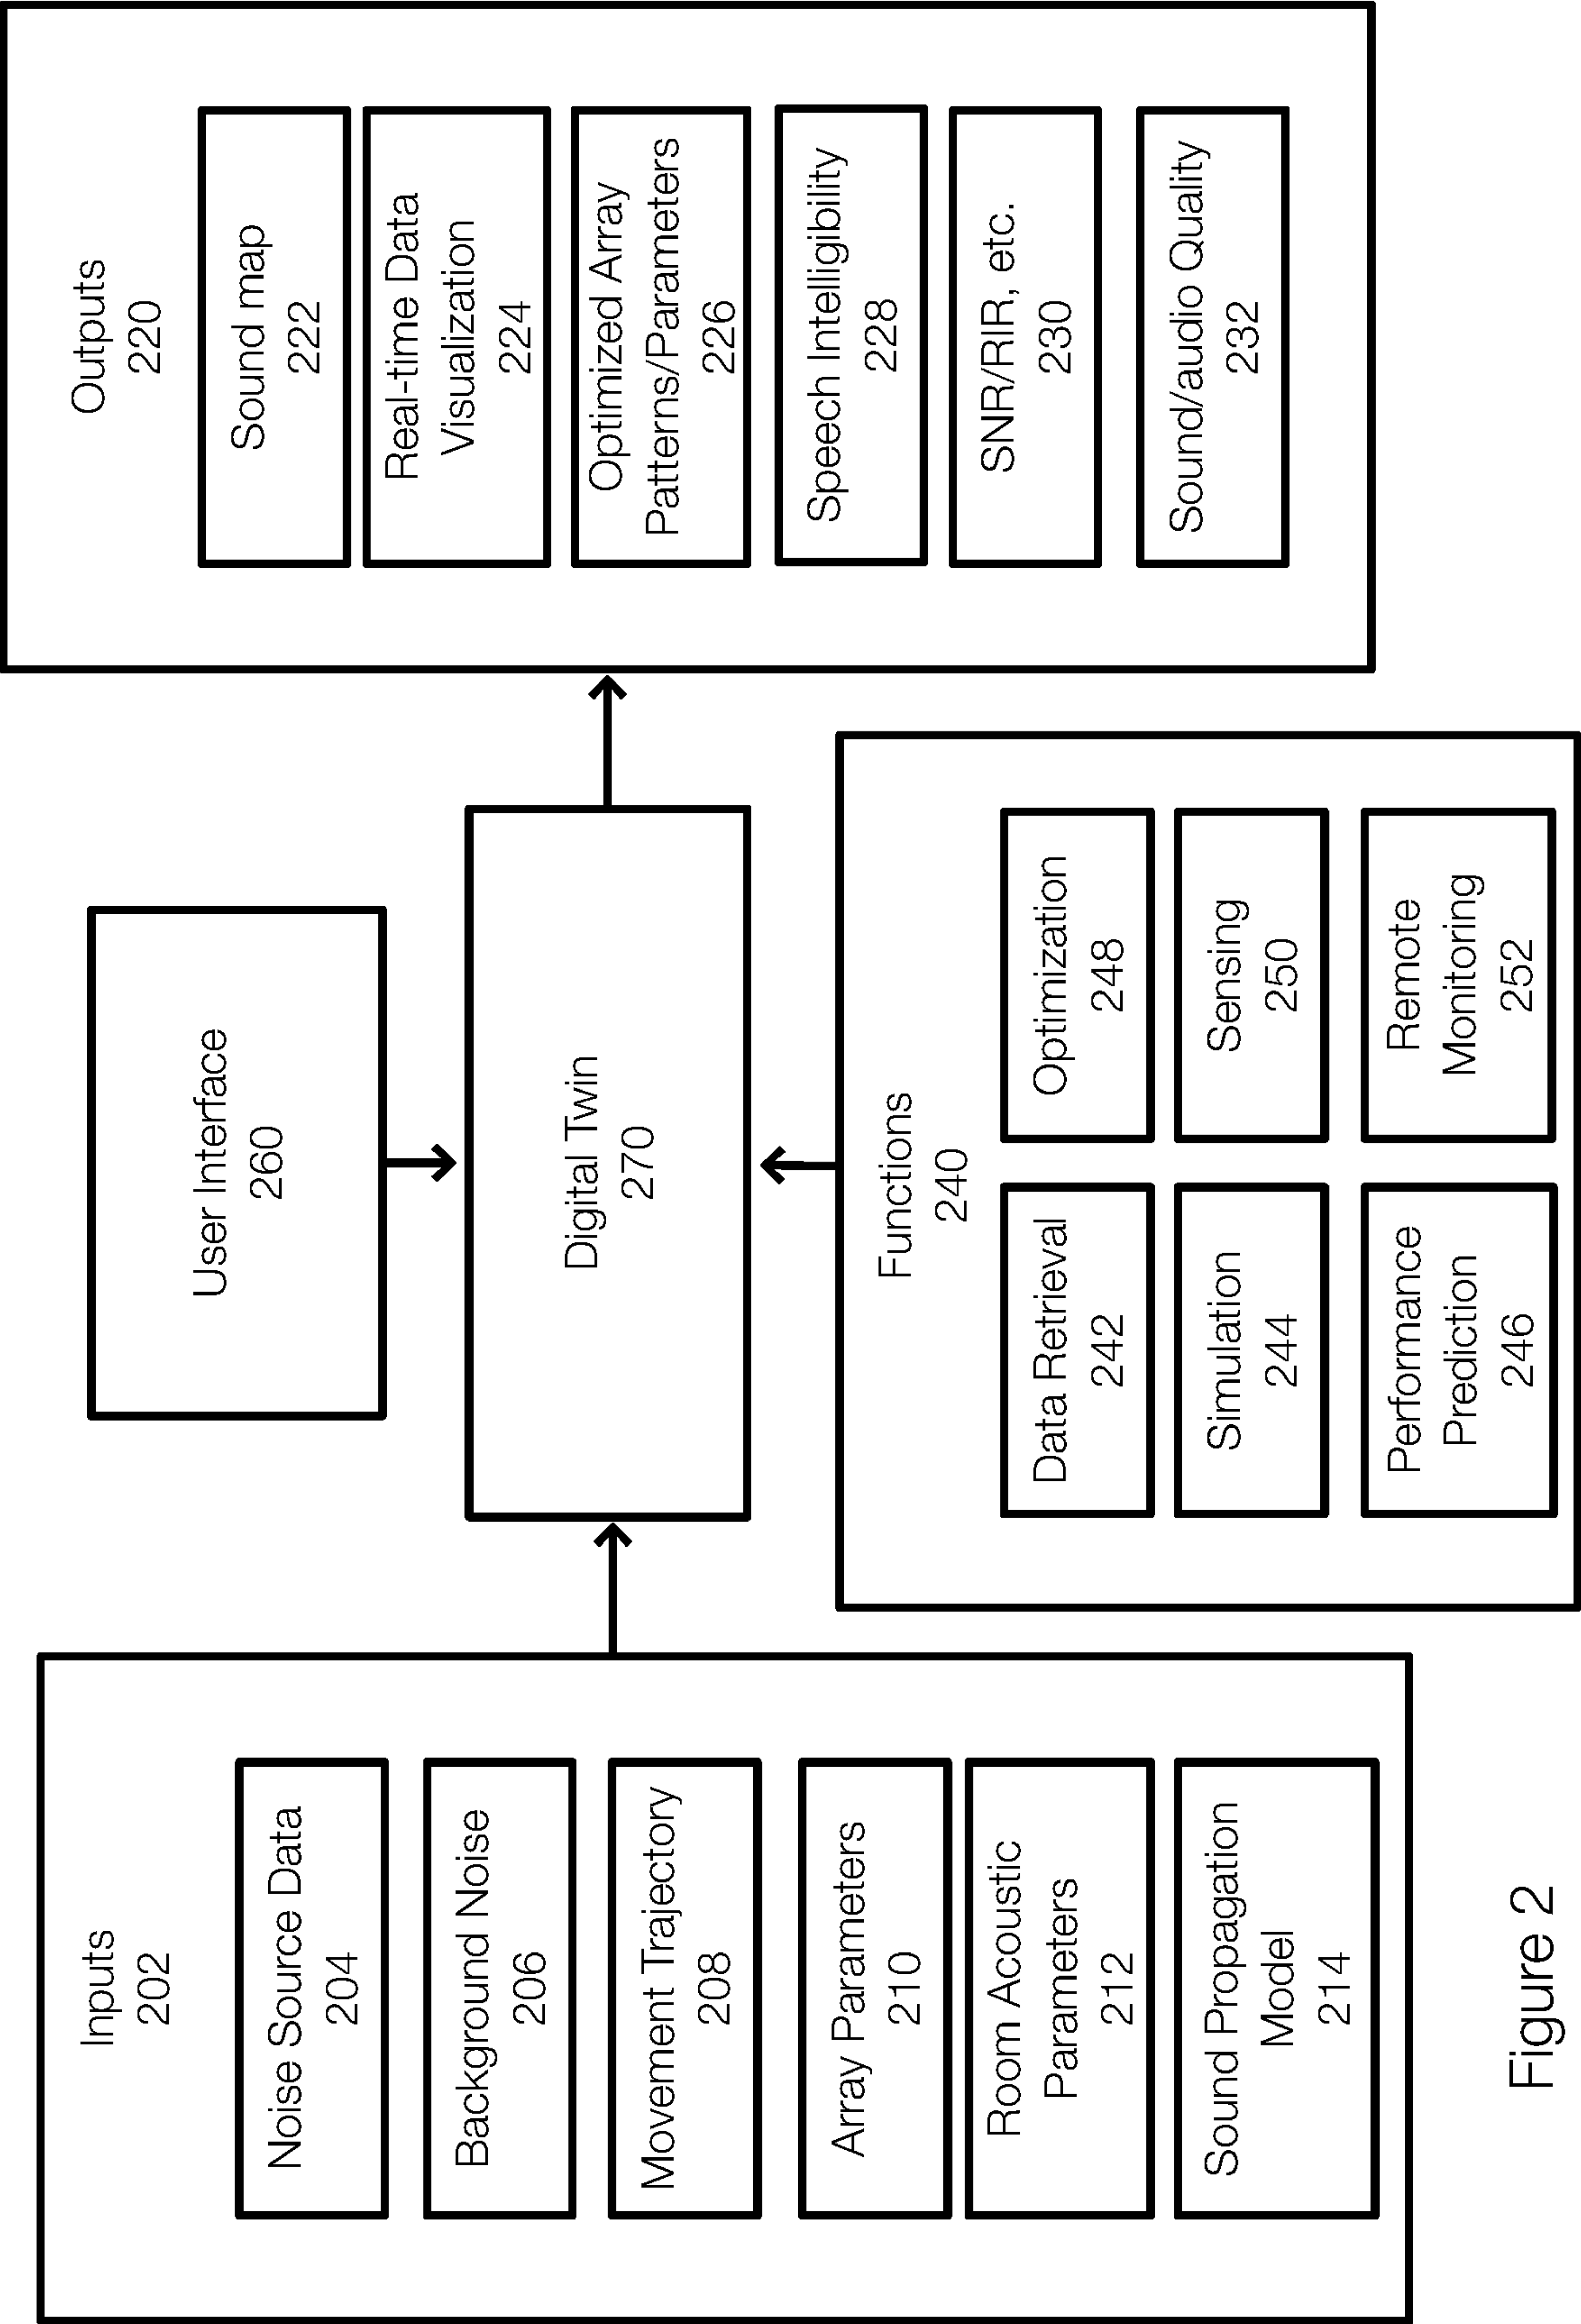 Inputs
202
Noise Source Data
204
Background Noise
206
Movement Trajectory
208
Array Parameters
210
Room Acoustic
Parameters
212
Sound Propagation
Model
214
User Interface
260
Digital Twin
270
Functions
240
Data Retrieval
242
Optimization
248
Simulation
244
Sensing
250
Performance
Prediction
246
Remote
Monitoring
252
Outputs
220
Sound map
222
Real-time Data
Visualization
224
Optimized Array
Patterns/Parameters
226
Speech Intelligibility
228
SNR/RIR, etc.
230
Sound/audio Quality
232
Figure 2